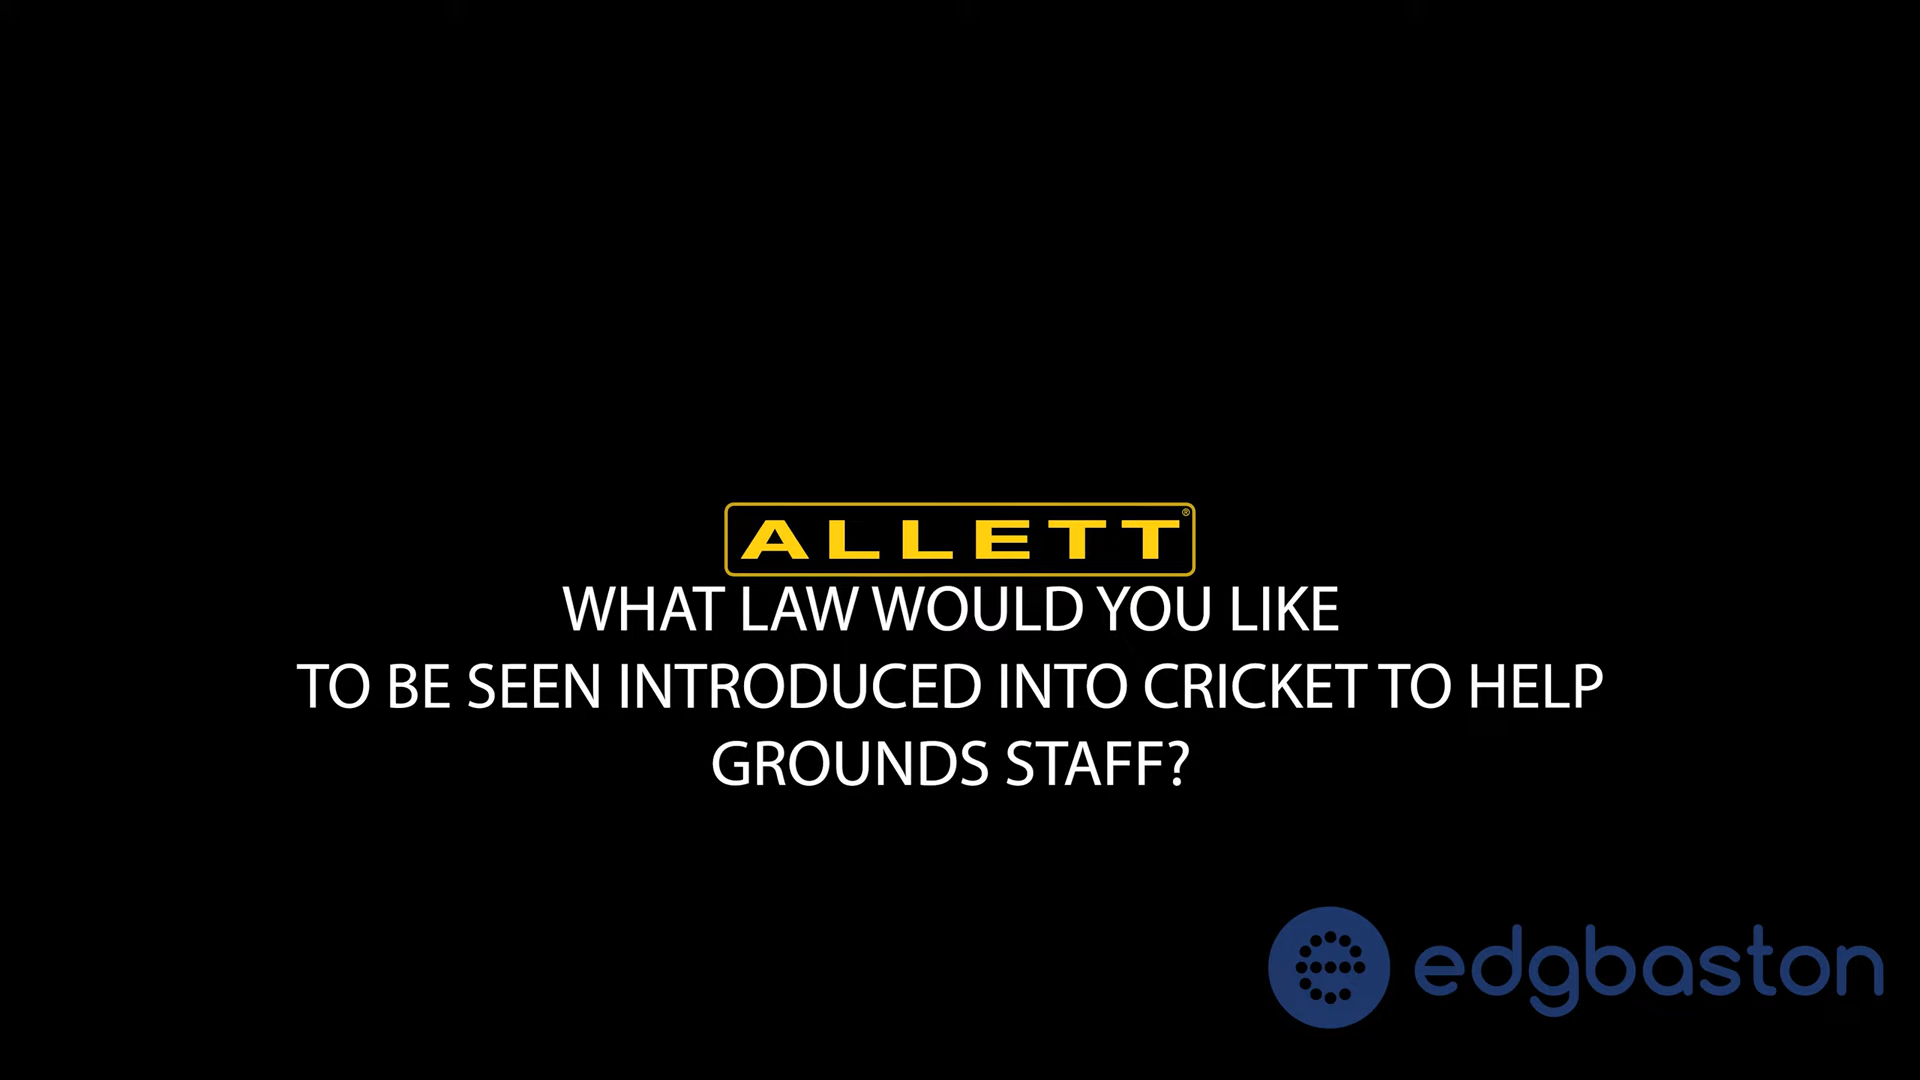 ALLETT®
WHAT LAW WOULD YOU LIKE
TO BE SEEN INTRODUCED INTO CRICKET TO HELP
GROUNDS STAFF?
edgbaston